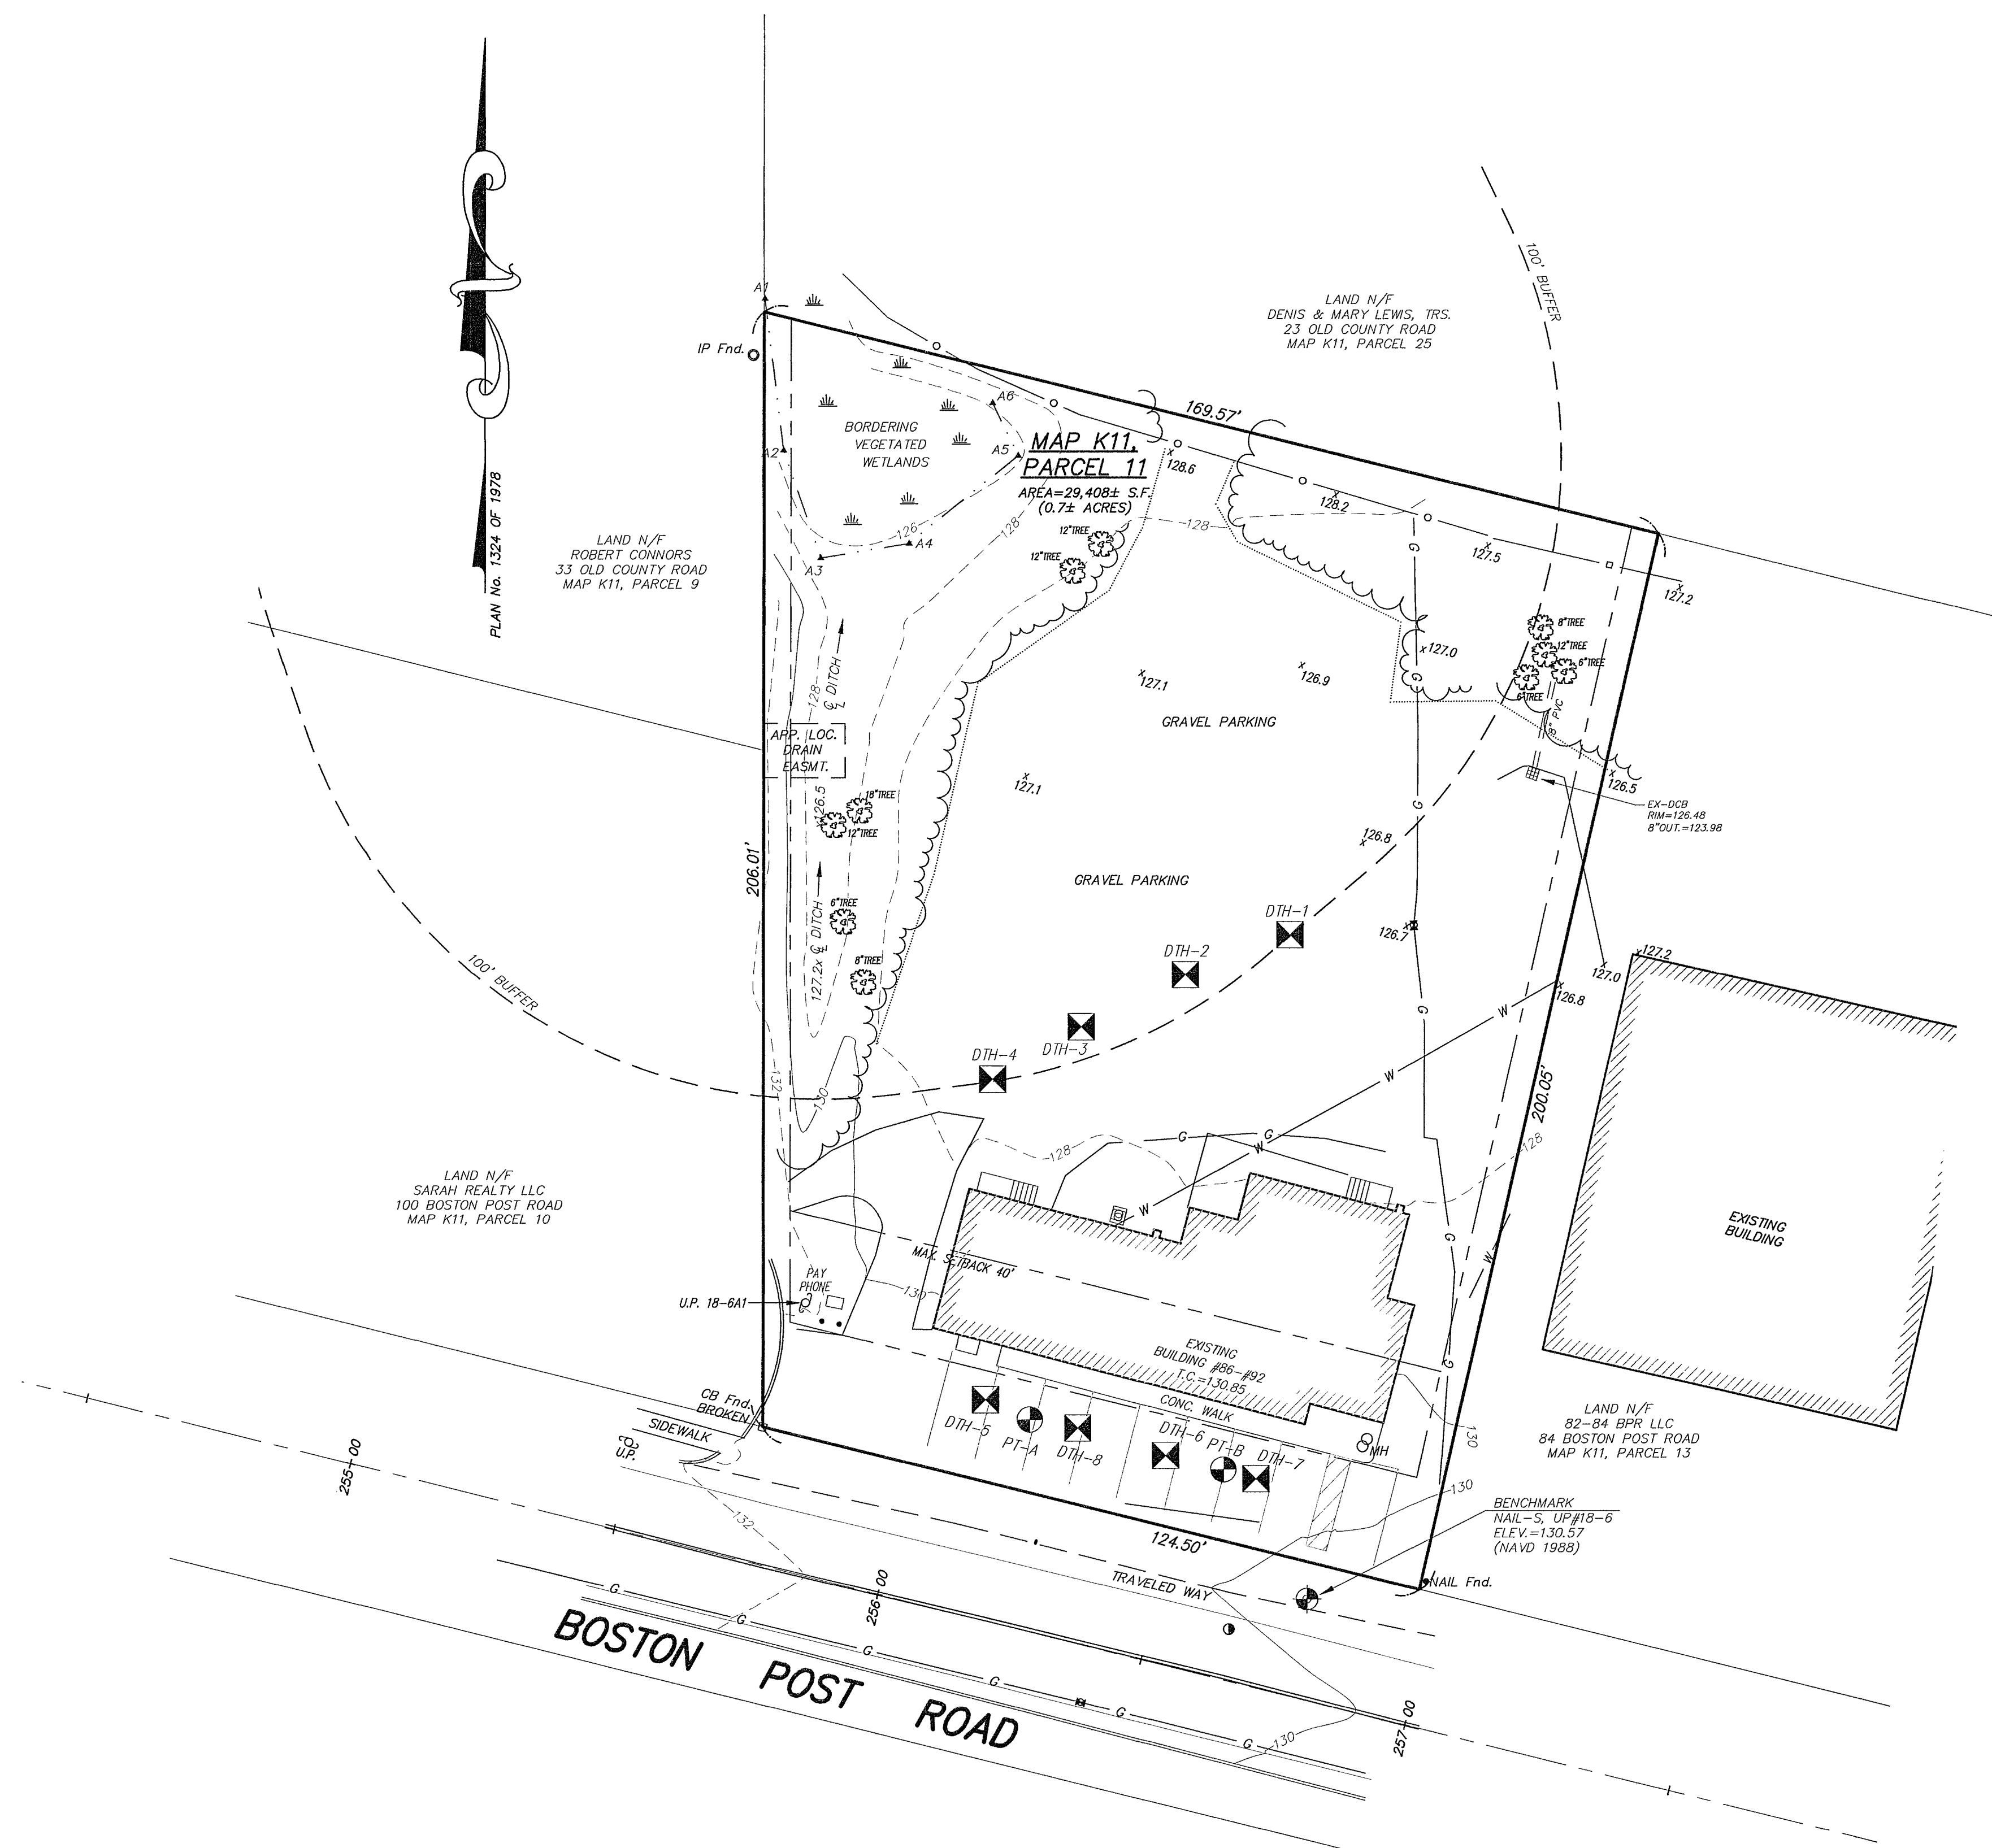 PLAN No. 1324 OF 1978
A1
IP Fnd.
LAND N/F
DENIS & MARY LEWIS, TRS.
23 OLD COUNTY ROAD
MAP K11, PARCEL 25
100' BUFFER
169.57'
A6
BORDERING
VEGETATED
WETLANDS
A2
A5
MAP K11,
PARCEL 11
AREA=29,408± S.F.
(0.7± ACRES)
128.6
128.2
127.5
127.2
126
128
128
A4
A3
12"TREE
12"TREE
G
LAND N/F
ROBERT CONNORS
33 OLD COUNTY ROAD
MAP K11, PARCEL 9
8"TREE
12"TREE
6"TREE
6"TREE
127.0
G
127.1
126.9
8" PVC
128
℄ DITCH
GRAVEL PARKING
APP. LOC.
DRAIN
EASMT.
127.1
126.5
126.5
18"TREE
12"TREE
EX-DCB
RIM=126.48
8"OUT.=123.98
G
126.8
206.01'
GRAVEL PARKING
6"TREE
127.2x ℄ DITCH
8"TREE
DTH-1
126.7
DTH-2
127.2
127.0
126.8
100' BUFFER
W
G
DTH-3
DTH-4
132
130
W
200.05'
128
128
G
G
W
LAND N/F
SARAH REALTY LLC
100 BOSTON POST ROAD
MAP K11, PARCEL 10
W
G
W
EXISTING
BUILDING
MAX. SETBACK 40'
PAY
PHONE
130
U.P. 18-6A1
EXISTING
BUILDING #86-#92
T.C.=130.85
G
CONC. WALK
CB Fnd.
BROKEN
SIDEWALK
U.P.
DTH-5
PT-A
DTH-8
DTH-6
PT-B
DTH-7
MH
130
LAND N/F
82-84 BPR LLC
84 BOSTON POST ROAD
MAP K11, PARCEL 13
255+00
132
130
BENCHMARK
NAIL-S, UP#18-6
ELEV.=130.57
(NAVD 1988)
124.50'
TRAVELED WAY
NAIL Fnd.
256+00
G
G
G
G
G
G
130
257+00
BOSTON POST ROAD